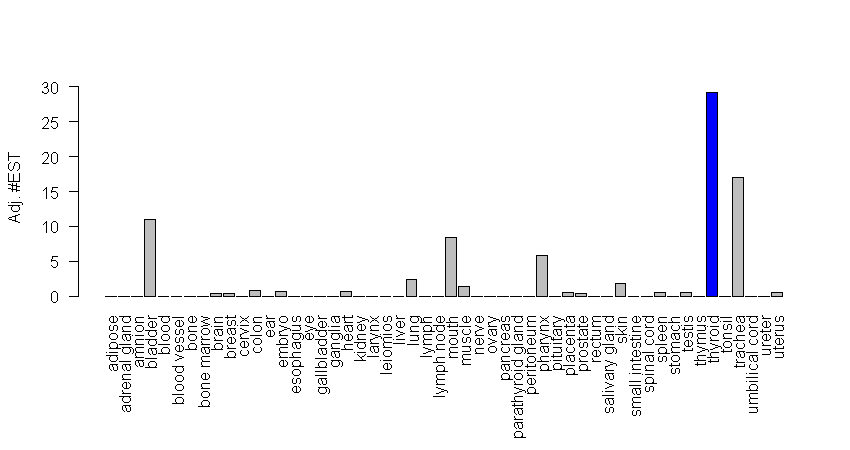 Adj. #EST
30
25
20
15
10
5
0
adipose
adrenal gland
amnion
bladder
blood
blood vessel
bone
bone marrow
brain
breast
cervix
colon
ear
embryo
esophagus
eye
gallbladder
ganglia
heart
kidney
larynx
leiomios
liver
lung
lymph
lymph node
mouth
muscle
nerve
ovary
pancreas
parathyroid gland
peritoneum
pharynx
pituitary
placenta
prostate
rectum
salivary gland
skin
small intestine
spinal cord
spleen
stomach
testis
thymus
thyroid
tonsil
trachea
umbilical cord
ureter
uterus